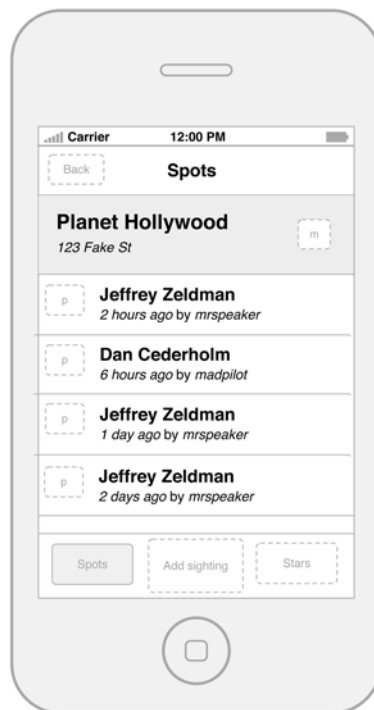 Carrier 12:00 PM
Back Spots
Planet Hollywood
123 Fake St
m
p Jeffrey Zeldman
2 hours ago by mrspeaker
p Dan Cederholm
6 hours ago by madpilot
p Jeffrey Zeldman
1 day ago by mrspeaker
p Jeffrey Zeldman
2 days ago by mrspeaker
Spots Add sighting Stars